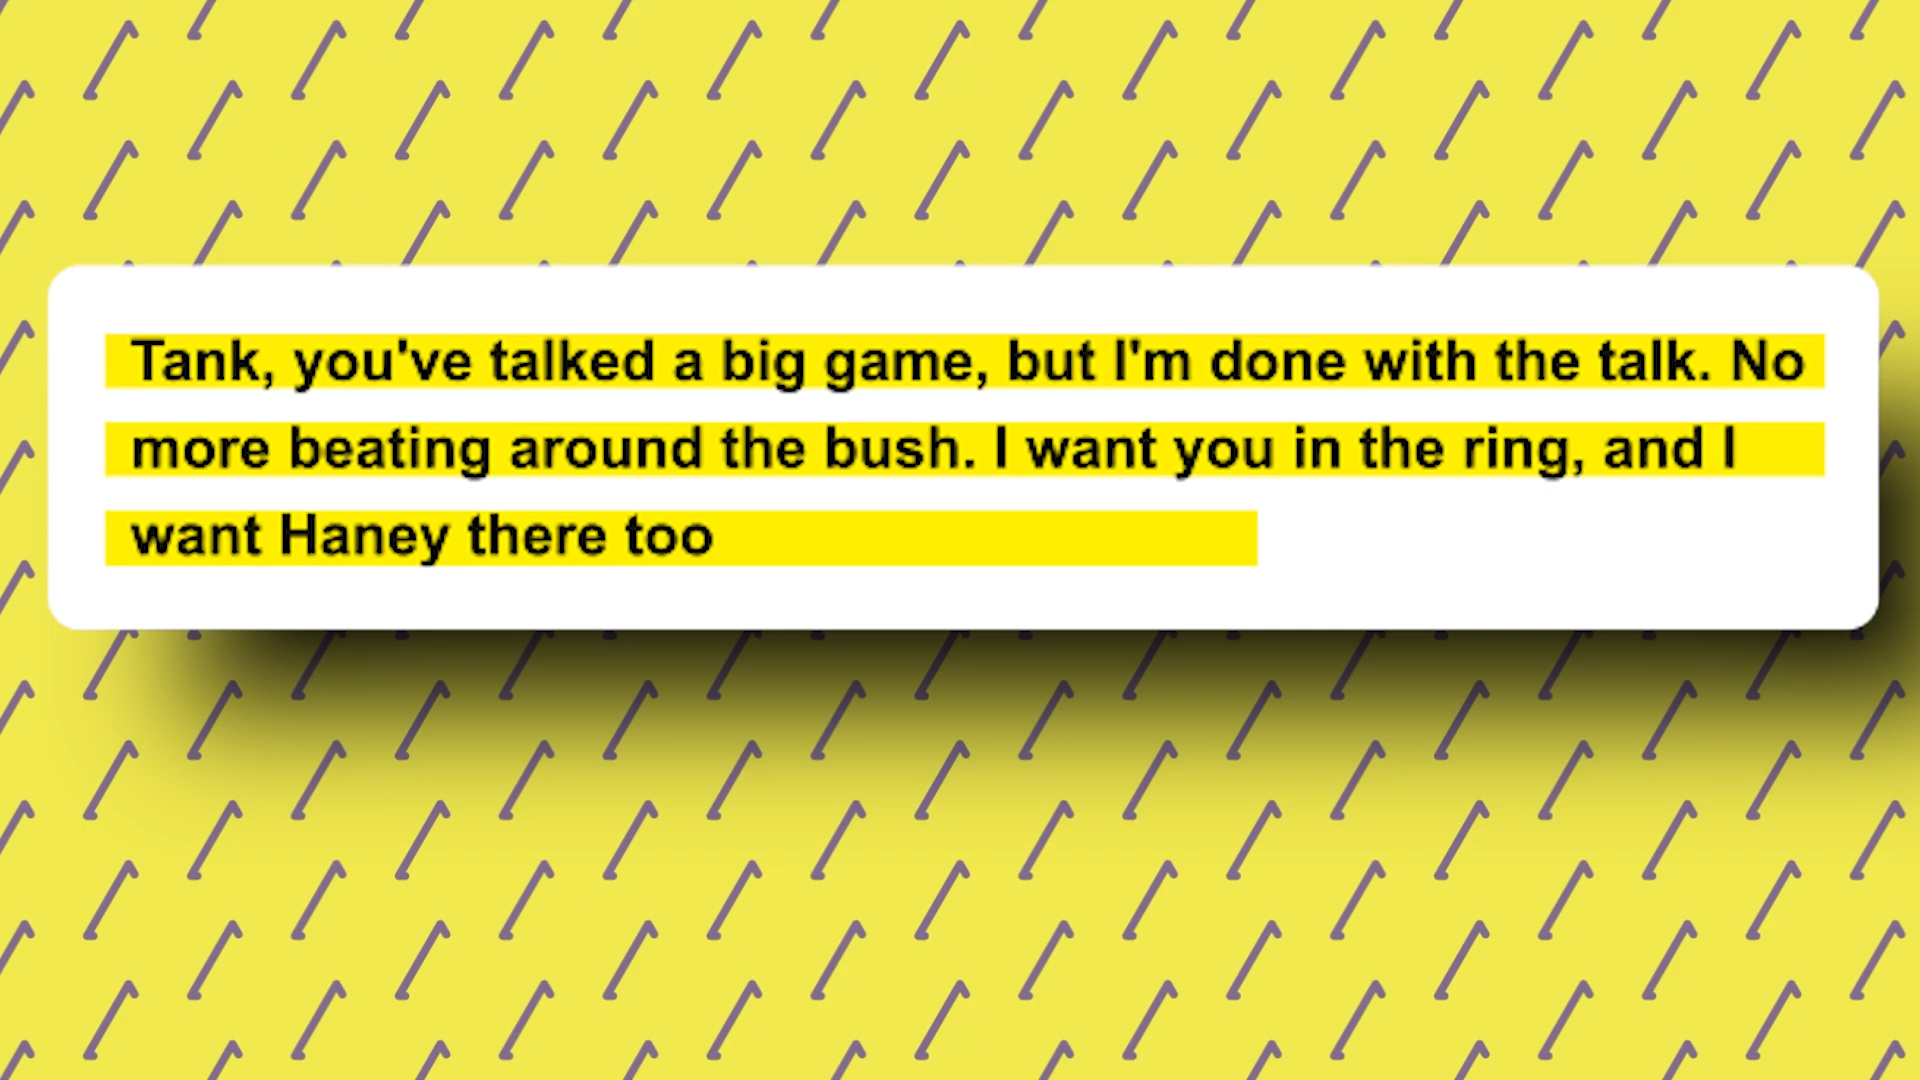 Tank, you've talked a big game, but I'm done with the talk. No
more beating around the bush. I want you in the ring, and I
want Haney there too